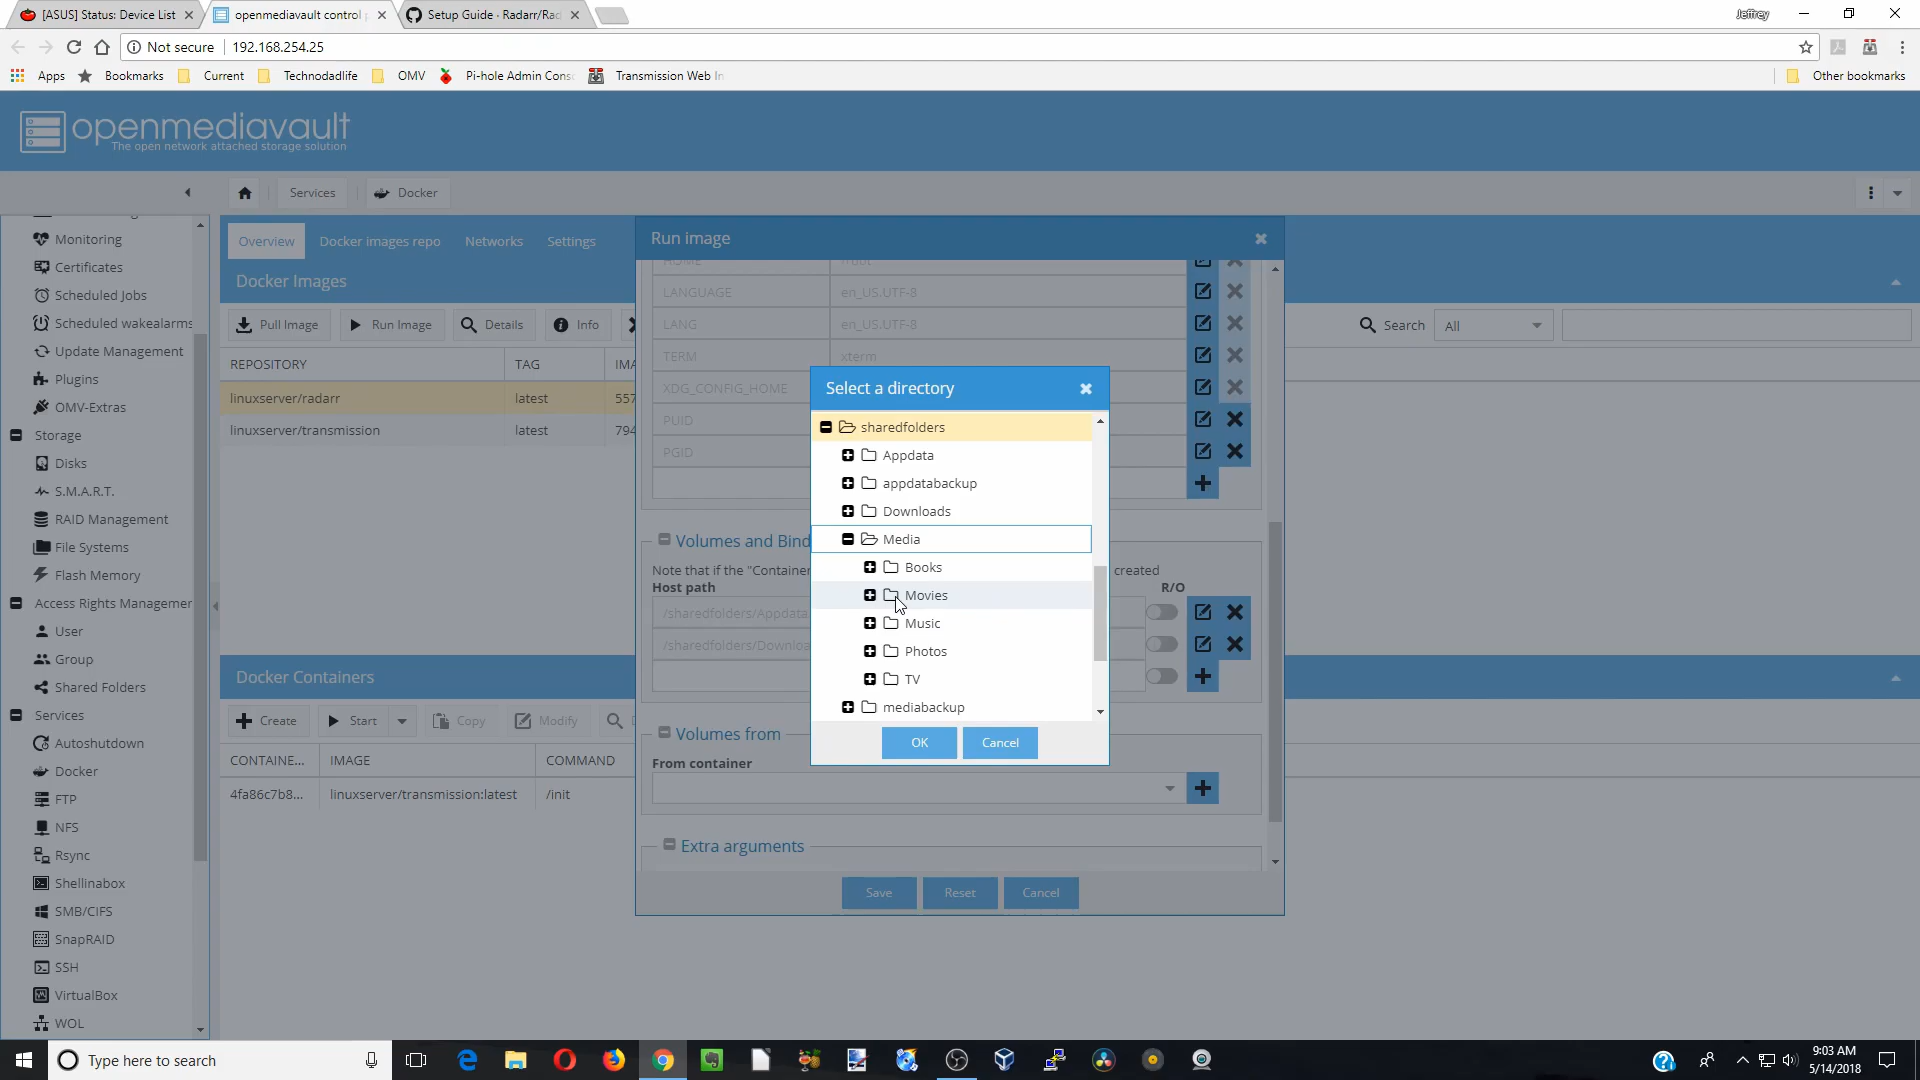 [ASUS] Status: Device List
openmediavault control p
Setup Guide · Radarr/Rad
Jeffrey
Not secure
192.168.254.25
Apps
Bookmarks
Current
Technodadlife
OMV
Pi-hole Admin Cons
Transmission Web In
Other bookmarks
openmediavault
The open network attached storage solution
Services
Docker
Monitoring
Certificates
Scheduled Jobs
Scheduled wakealarms
Update Management
Plugins
OMV-Extras
Storage
Disks
S.M.A.R.T.
RAID Management
File Systems
Flash Memory
Access Rights Managemen
User
Group
Shared Folders
Services
Autoshutdown
Docker
FTP
NFS
Rsync
Shellinabox
SMB/CIFS
SnapRAID
SSH
VirtualBox
WOL
Overview
Docker images repo
Networks
Settings
Docker Images
Pull Image
Run Image
Details
Info
Search
All
REPOSITORY
TAG
IMA
linuxserver/radarr
latest
557
linuxserver/transmission
latest
794
Docker Containers
Create
Start
Copy
Modify
CONTAINE...
IMAGE
COMMAND
4fa86c7b8...
linuxserver/transmission:latest
/init
Run image
LANGUAGE
en_US.UTF-8
LANG
en_US.UTF-8
TERM
xterm
XDG_CONFIG_HOME
PUID
PGID
Volumes and Bind
Note that if the "Container
created
Host path
R/O
/sharedfolders/Appdata
/sharedfolders/Downloa
Volumes from
From container
Extra arguments
Save
Reset
Cancel
Select a directory
sharedfolders
Appdata
appdatabackup
Downloads
Media
Books
Movies
Music
Photos
TV
mediabackup
OK
Cancel
Type here to search
9:03 AM
5/14/2018